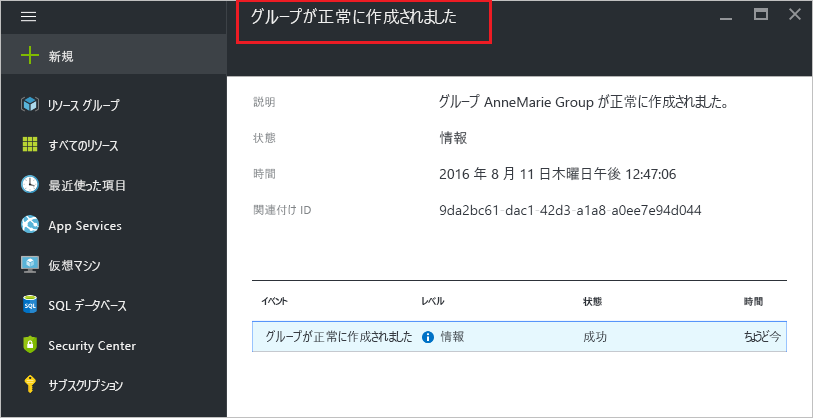 グループが正常に作成されました
新規
リソース グループ
すべてのリソース
最近使った項目
App Services
仮想マシン
SQL データベース
Security Center
サブスクリプション
説明 グループ AnneMarie Group が正常に作成されました。
状態 情報
時間 2016 年 8 月 11 日木曜日午後 12:47:06
関連付け ID 9da2bc61-dac1-42d3-a1a8-a0ee7e94d044
イベント レベル 状態 時間
グループが正常に作成されました 情報 成功 ちょうど今